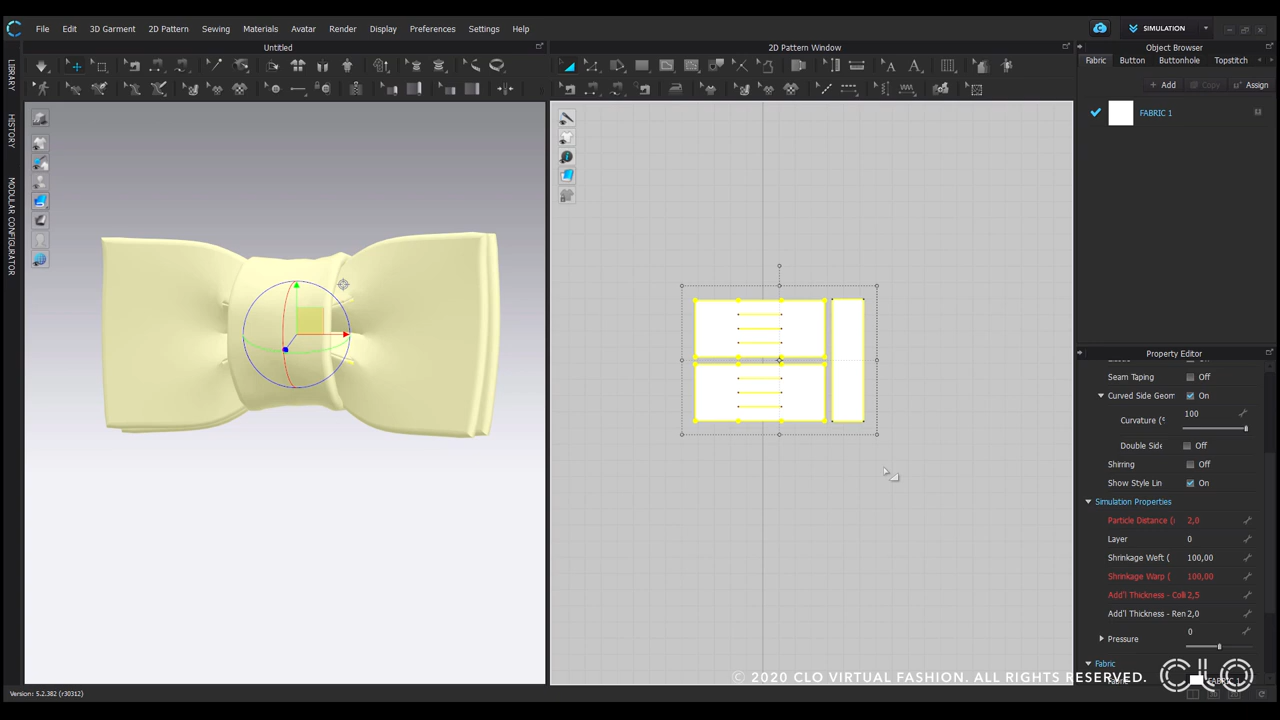 File Edit 3D Garment 2D Pattern Sewing Materials Avatar Render Display Preferences Settings Help
SIMULATION
Untitled
2D Pattern Window
Object Browser
Fabric Button Buttonhole Topstitch
+ Add Copy Assign
FABRIC 1
LIBRARY
HISTORY
MODULAR CONFIGURATOR
Property Editor
Seam Taping Off
Curved Side Geom On
Curvature (% 100
Double Side Off
Shirring Off
Show Style Lin On
Simulation Properties
Particle Distance ( 2,0
Layer 0
Shrinkage Weft ( 100,00
Shrinkage Warp ( 100,00
Add'l Thickness - Colli 2,5
Add'l Thickness - Ren 2,0
Pressure 0
Fabric
© 2020 CLO VIRTUAL FASHION. ALL RIGHTS RESERVED.
CLO
Version: 5.2.382 (r30312)